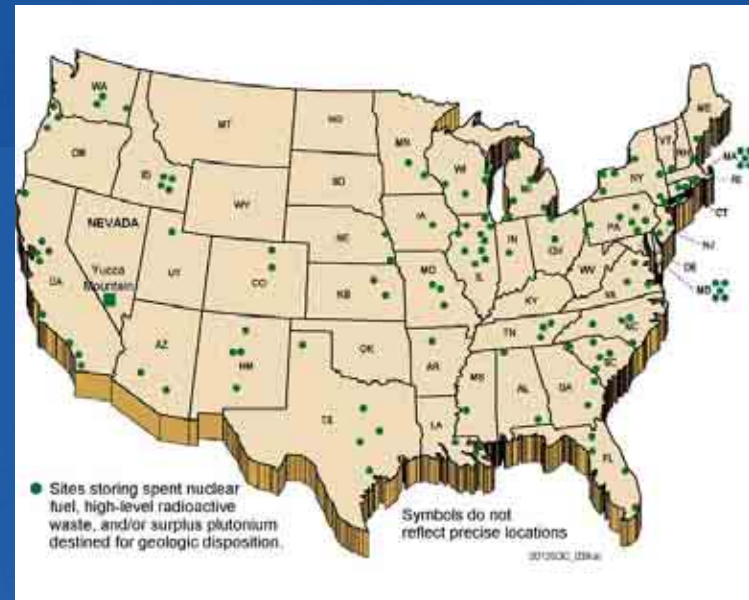 WA
MT
ND
MN
ME
VT
NH
MA
OR
ID
SD
WI
MI
NY
RI
WY
CT
NEVADA
IA
PA
NE
NJ
Yucca
Mountain
UT
CO
IL
IN
OH
WV
DE
CA
KS
MO
KY
VA
MD
AZ
NM
OK
AR
TN
NC
SC
MS
AL
GA
TX
LA
FL
Sites storing spent nuclear
fuel, high-level radioactive
waste, and/or surplus plutonium
destined for geologic disposition.
Symbols do not
reflect precise locations